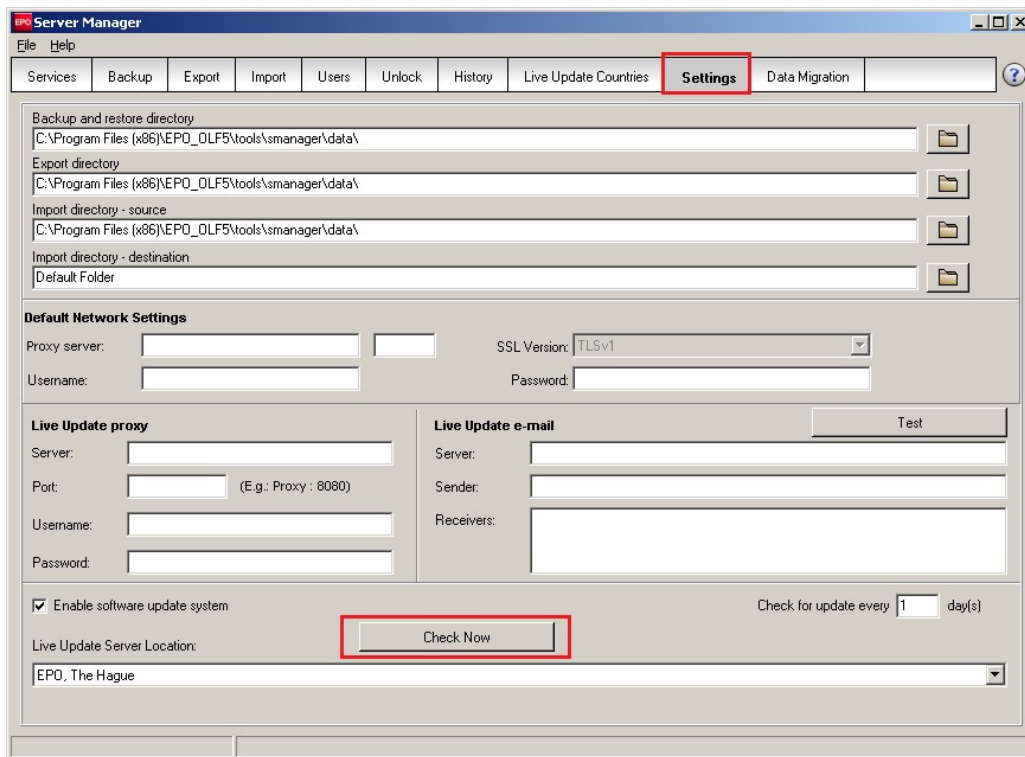 EPO Server Manager
File Help
Services Backup Export Import Users Unlock History Live Update Countries Settings Data Migration ?
Backup and restore directory
C:\Program Files (x86)\EPO_OLF5\tools\smanager\data\
Export directory
C:\Program Files (x86)\EPO_OLF5\tools\smanager\data\
Import directory - source
C:\Program Files (x86)\EPO_OLF5\tools\smanager\data\
Import directory - destination
Default Folder
Default Network Settings
Proxy server: SSL Version: TLSv1
Username: Password:
Live Update proxy
Server:
Port: (E.g.: Proxy : 8080)
Username:
Password:
Live Update e-mail Test
Server:
Sender:
Receivers:
Enable software update system Check for update every 1 day(s)
Check Now
Live Update Server Location:
EPO, The Hague